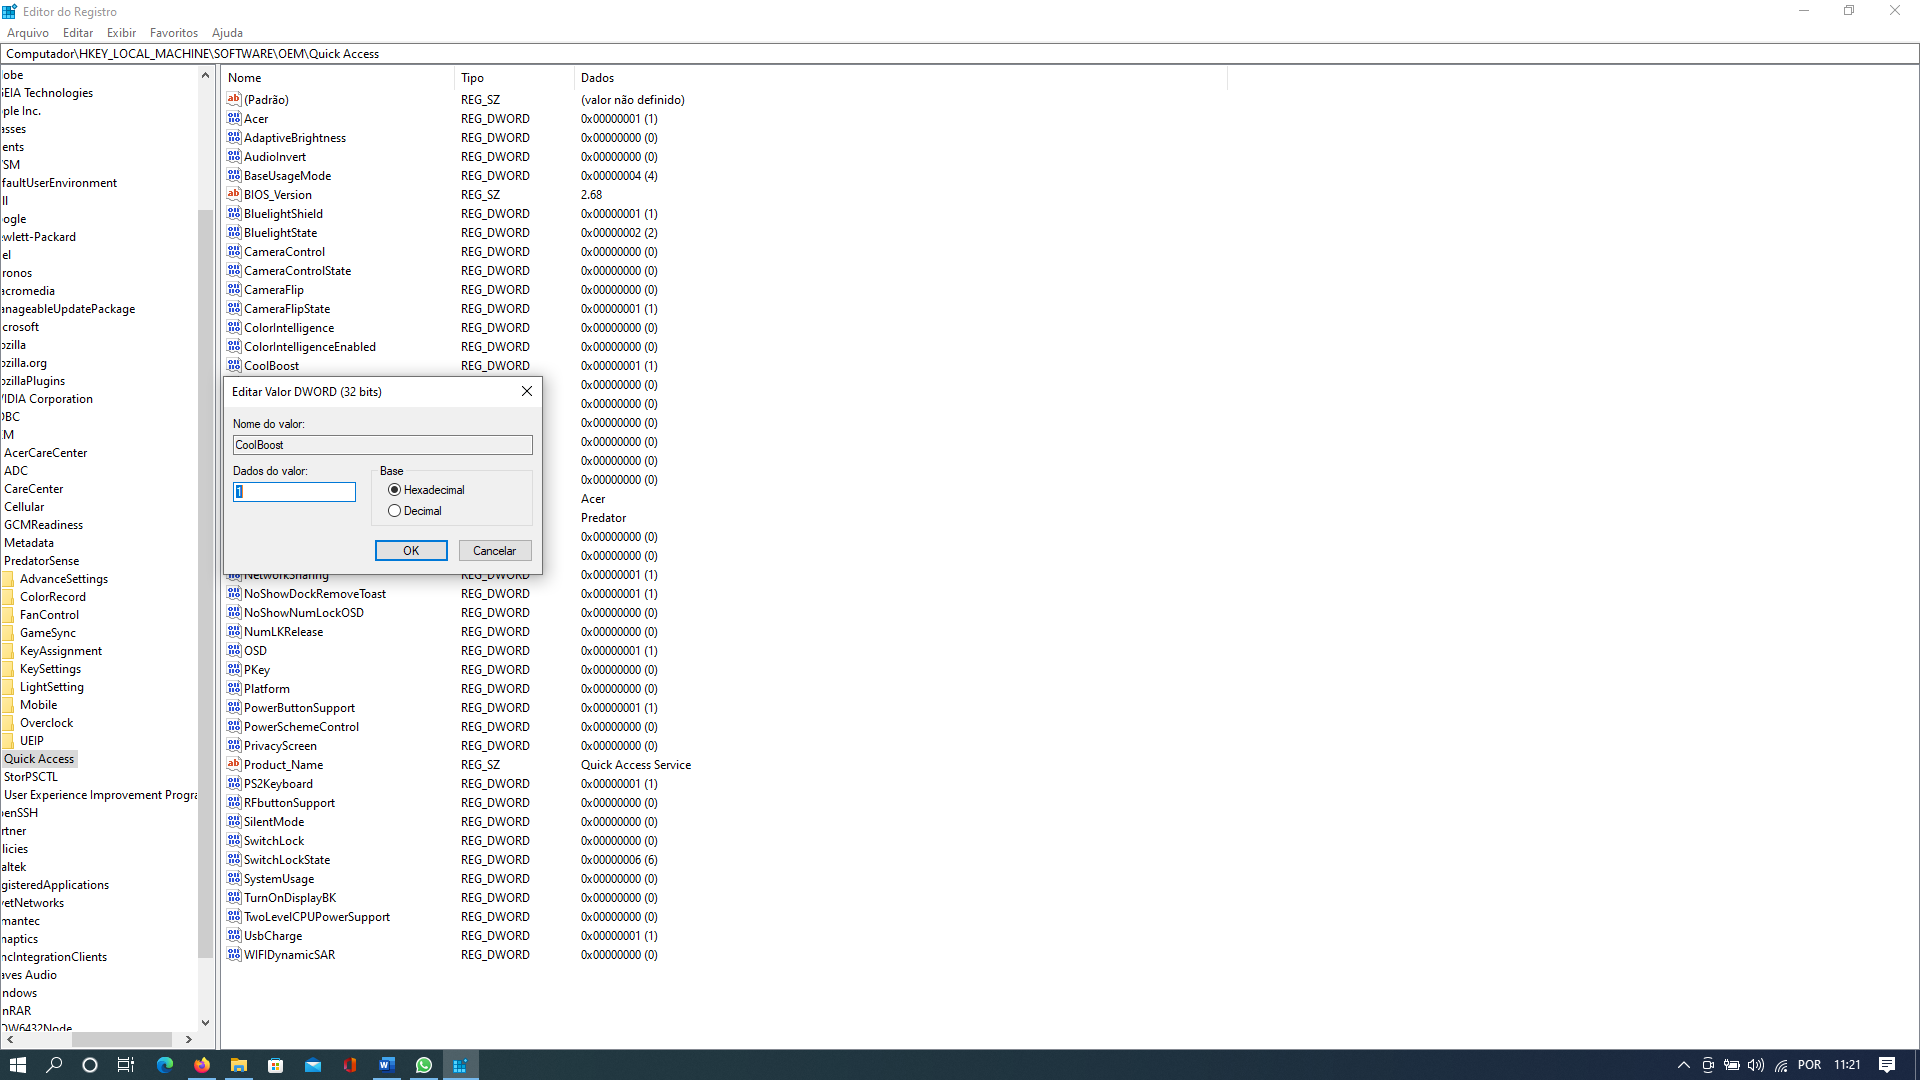 Editor do Registro
Arquivo Editar Exibir Favoritos Ajuda
Computador\HKEY_LOCAL_MACHINE\SOFTWARE\OEM\Quick Access
obe
EIA Technologies
ple Inc.
asses
ents
SM
faultUserEnvironment
ll
ogle
wlett-Packard
el
ronos
acromedia
anageableUpdatePackage
crosoft
ozilla
ozilla.org
ozillaPlugins
IDIA Corporation
BC
M
AcerCareCenter
ADC
CareCenter
Cellular
GCMReadiness
Metadata
PredatorSense
AdvanceSettings
ColorRecord
FanControl
GameSync
KeyAssignment
KeySettings
LightSetting
Mobile
Overclock
UEIP
Quick Access
StorPSCTL
User Experience Improvement Progra
enSSH
rtner
licies
altek
gisteredApplications
vetNetworks
mantec
naptics
ncIntegrationClients
aves Audio
ndows
nRAR
OW6432Node
Nome Tipo Dados
(Padrão) REG_SZ (valor não definido)
Acer REG_DWORD 0x00000001 (1)
AdaptiveBrightness REG_DWORD 0x00000000 (0)
AudioInvert REG_DWORD 0x00000000 (0)
BaseUsageMode REG_DWORD 0x00000004 (4)
BIOS_Version REG_SZ 2.68
BluelightShield REG_DWORD 0x00000001 (1)
BluelightState REG_DWORD 0x00000002 (2)
CameraControl REG_DWORD 0x00000000 (0)
CameraControlState REG_DWORD 0x00000000 (0)
CameraFlip REG_DWORD 0x00000000 (0)
CameraFlipState REG_DWORD 0x00000001 (1)
ColorIntelligence REG_DWORD 0x00000000 (0)
ColorIntelligenceEnabled REG_DWORD 0x00000000 (0)
CoolBoost REG_DWORD 0x00000001 (1)
0x00000000 (0)
0x00000000 (0)
0x00000000 (0)
0x00000000 (0)
0x00000000 (0)
0x00000000 (0)
Acer
Predator
0x00000000 (0)
0x00000000 (0)
NetworkSharing REG_DWORD 0x00000001 (1)
NoShowDockRemoveToast REG_DWORD 0x00000001 (1)
NoShowNumLockOSD REG_DWORD 0x00000000 (0)
NumLKRelease REG_DWORD 0x00000000 (0)
OSD REG_DWORD 0x00000001 (1)
PKey REG_DWORD 0x00000000 (0)
Platform REG_DWORD 0x00000000 (0)
PowerButtonSupport REG_DWORD 0x00000001 (1)
PowerSchemeControl REG_DWORD 0x00000000 (0)
PrivacyScreen REG_DWORD 0x00000000 (0)
Product_Name REG_SZ Quick Access Service
PS2Keyboard REG_DWORD 0x00000001 (1)
RFbuttonSupport REG_DWORD 0x00000000 (0)
SilentMode REG_DWORD 0x00000000 (0)
SwitchLock REG_DWORD 0x00000000 (0)
SwitchLockState REG_DWORD 0x00000006 (6)
SystemUsage REG_DWORD 0x00000000 (0)
TurnOnDisplayBK REG_DWORD 0x00000000 (0)
TwoLevelCPUPowerSupport REG_DWORD 0x00000000 (0)
UsbCharge REG_DWORD 0x00000001 (1)
WIFIDynamicSAR REG_DWORD 0x00000000 (0)
Editar Valor DWORD (32 bits)
Nome do valor:
CoolBoost
Dados do valor:
1
Base
Hexadecimal
Decimal
OK Cancelar
POR 11:21